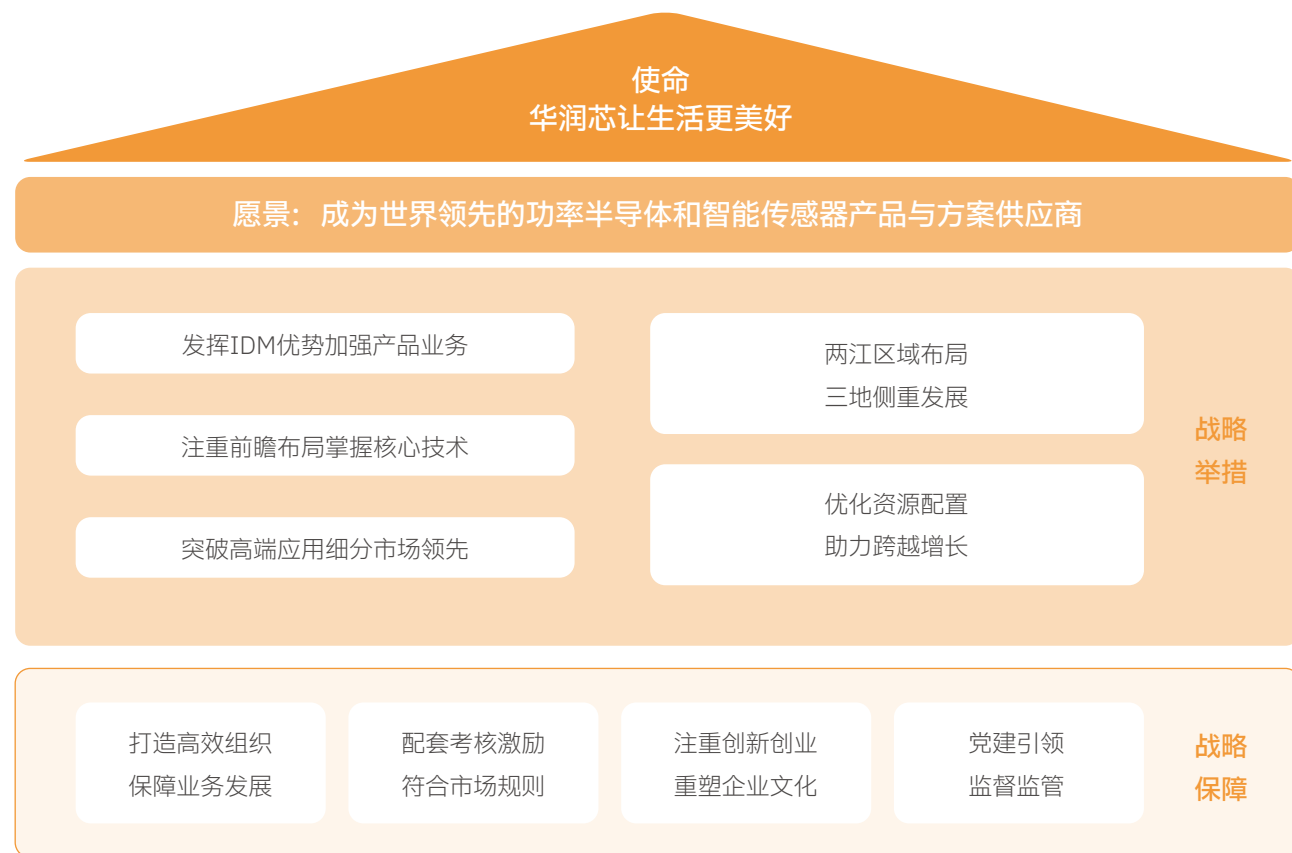 使命
华润芯让生活更美好
愿景：成为世界领先的功率半导体和智能传感器产品与方案供应商
发挥IDM优势加强产品业务
注重前瞻布局掌握核心技术
突破高端应用细分市场领先
两江区域布局
三地侧重发展
优化资源配置
助力跨越增长
战略
举措
打造高效组织
保障业务发展
配套考核激励
符合市场规则
注重创新创业
重塑企业文化
党建引领
监督监管
战略
保障